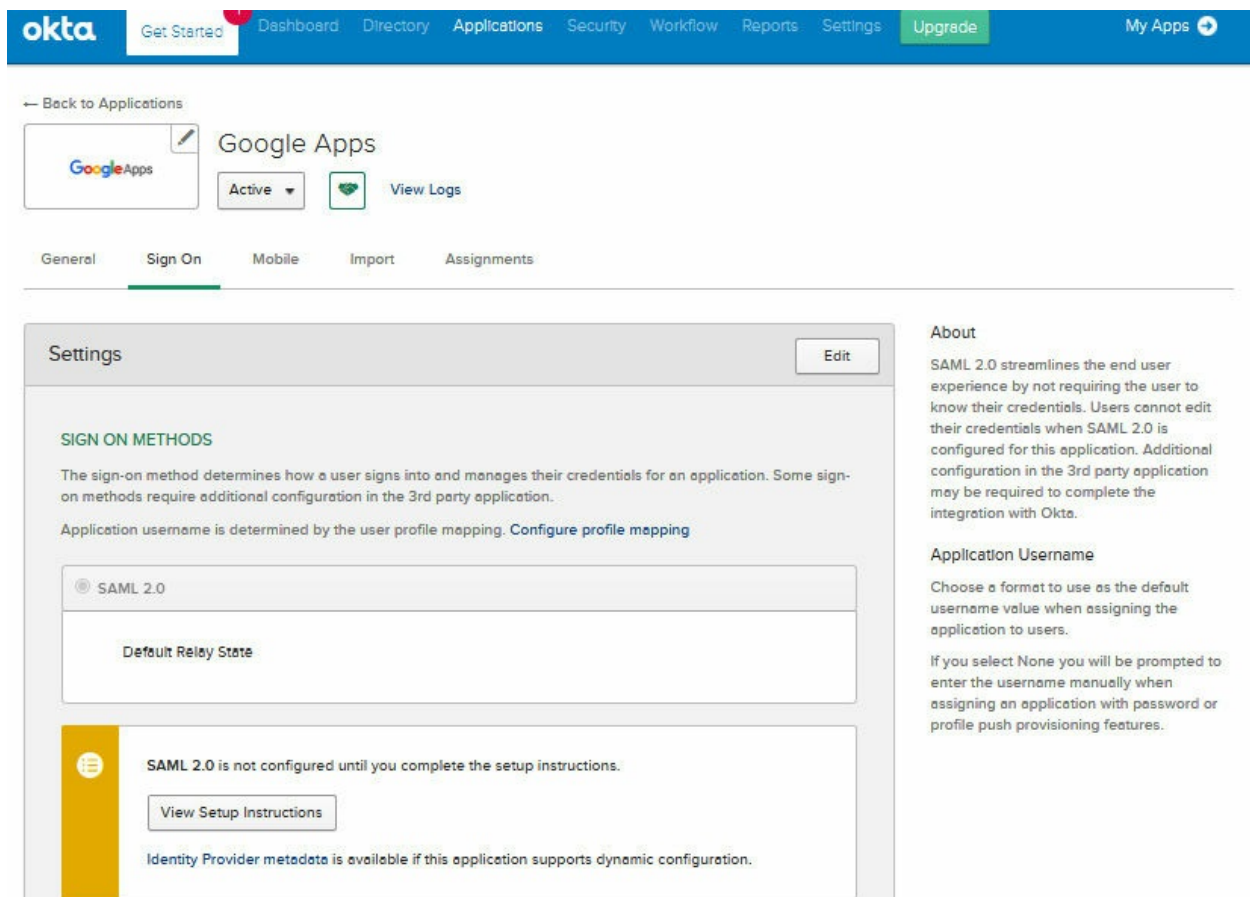 okta
Get Started
Dashboard
Directory
Applications
Security
Workflow
Reports
Settings
Upgrade
My Apps
← Back to Applications
Google Apps
Google Apps
Active
View Logs
General
Sign On
Mobile
Import
Assignments
Settings
Edit
SIGN ON METHODS
The sign-on method determines how a user signs into and manages their credentials for an application. Some sign-
on methods require additional configuration in the 3rd party application.
Application username is determined by the user profile mapping. Configure profile mapping
SAML 2.0
Default Relay State
SAML 2.0 is not configured until you complete the setup instructions.
View Setup Instructions
Identity Provider metadata is available if this application supports dynamic configuration.
About
SAML 2.0 streamlines the end user
experience by not requiring the user to
know their credentials. Users cannot edit
their credentials when SAML 2.0 is
configured for this application. Additional
configuration in the 3rd party application
may be required to complete the
integration with Okta.
Application Username
Choose a format to use as the default
username value when assigning the
application to users.
If you select None you will be prompted to
enter the username manually when
assigning an application with password or
profile push provisioning features.